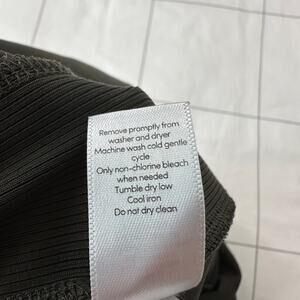 Remove promptly from
washer and dryer
Machine wash cold gentle
cycle
Only non-chlorine bleach
when needed
Tumble dry low
Cool iron
Do not dry clean